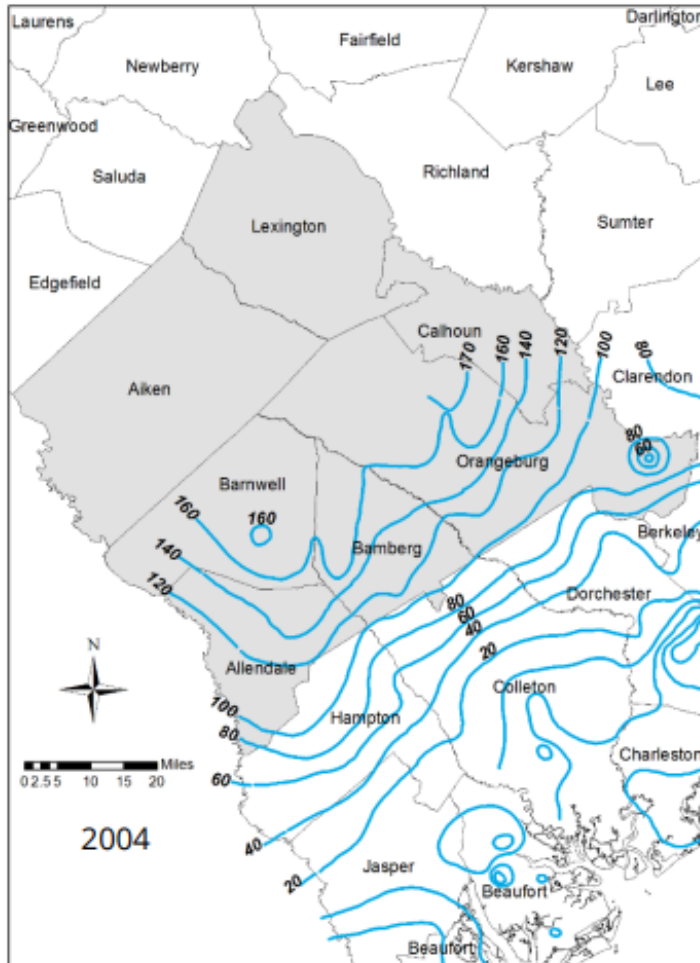 Laurens
Darlington
Fairfield
Newberry
Kershaw
Lee
Greenwood
Saluda
Richland
Lexington
Sumter
Edgefield
Calhoun
170
160
140
120
100
80
Clarendon
Aiken
80
60
Orangeburg
Barnwell
160
160
Berkeley
Bamberg
140
120
80
60
40
Dorchester
20
N
Allendale
Colleton
100
Hampton
80
Charleston
Miles
0 2.5 5 10 15 20
60
2004
40
Jasper
20
Beaufort
Beaufort